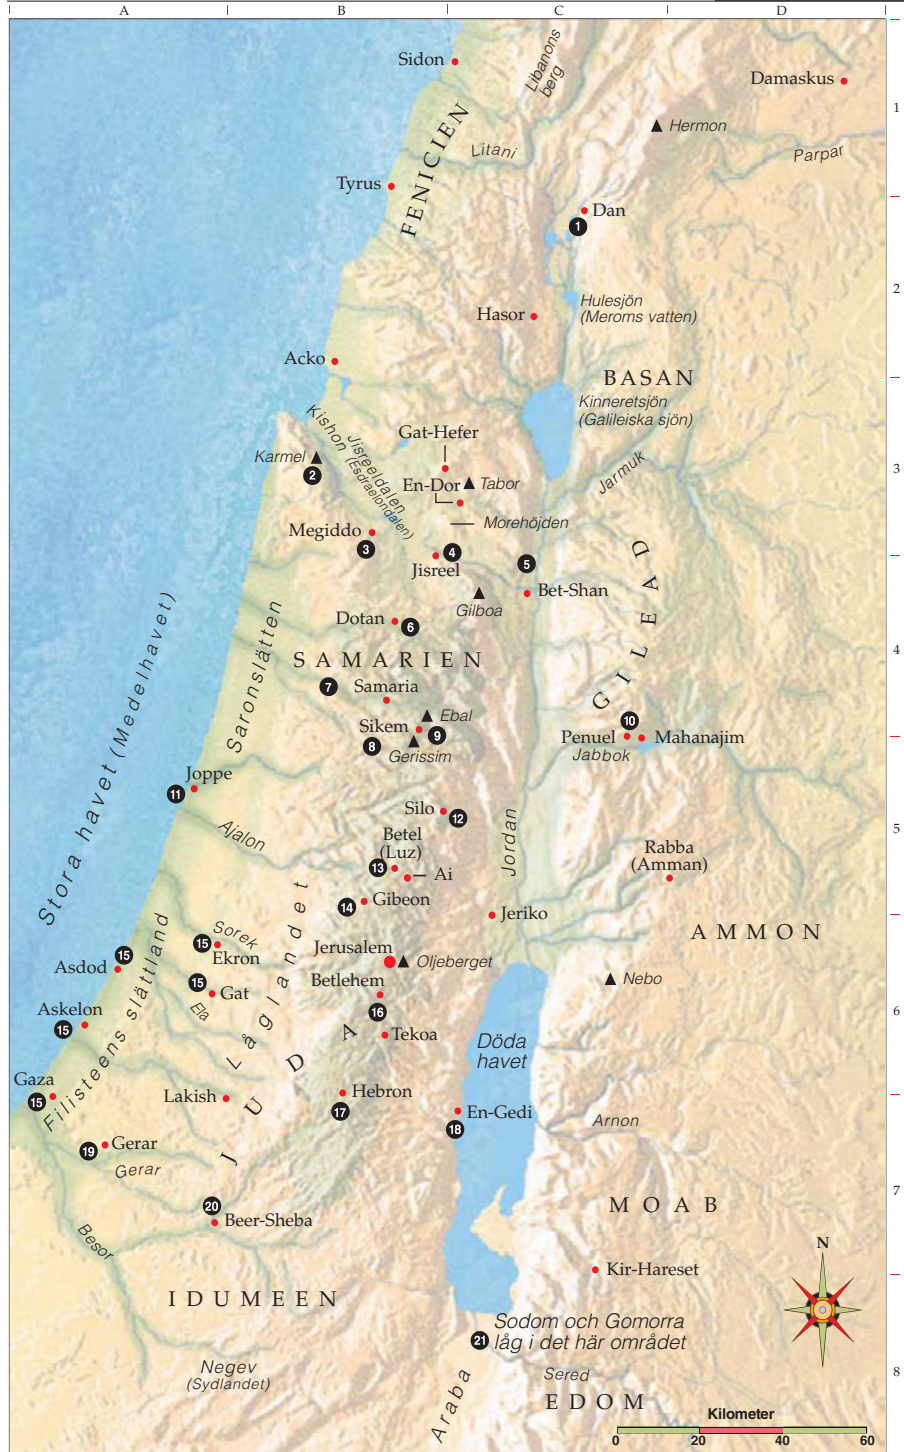 A
B
C
D
Sidon
Libanons
berg
Damaskus
1
Hermon
FENICIEN
Litani
Parpar
Tyrus
Dan
1
2
Hasor
Hulesjön
(Meroms vatten)
Acko
BASAN
Kinneretsjön
(Galileiska sjön)
Kishon
Jisreeldalen
(Esdraelondalen)
Gat-Hefer
Karmel
2
3
En-Dor
Tabor
Jarmuk
Morehöjden
Megiddo
3
4
5
Jisreel
Bet-Shan
Gilboa
GILEAD
Dotan
6
4
SAMARIEN
Saronslätten
7
Samaria
Ebal
Sikem
8
9
Gerissim
10
Penuel
Mahanajim
Jabbok
Stora havet (Medelhavet)
Joppe
11
Silo
12
Jordan
Ajalon
5
Betel
(Luz)
13
Ai
Rabba
(Amman)
14
Gibeon
Jeriko
Låglandet
Sorek
15
Ekron
AMMON
Jerusalem
Oljeberget
15
Asdod
Filisteens slättland
15
Gat
Ela
Betlehem
Nebo
16
Askelon
15
6
Tekoa
JUDA
Döda
havet
Gaza
15
Lakish
Hebron
17
En-Gedi
18
Arnon
19
Gerar
Gerar
7
20
Beer-Sheba
MOAB
Besor
N
Kir-Hareset
IDUMEEN
21
Sodom och Gomorra
låg i det här området
Negev
(Sydlandet)
Araba
Sered
8
EDOM
Kilometer
0
20
40
60